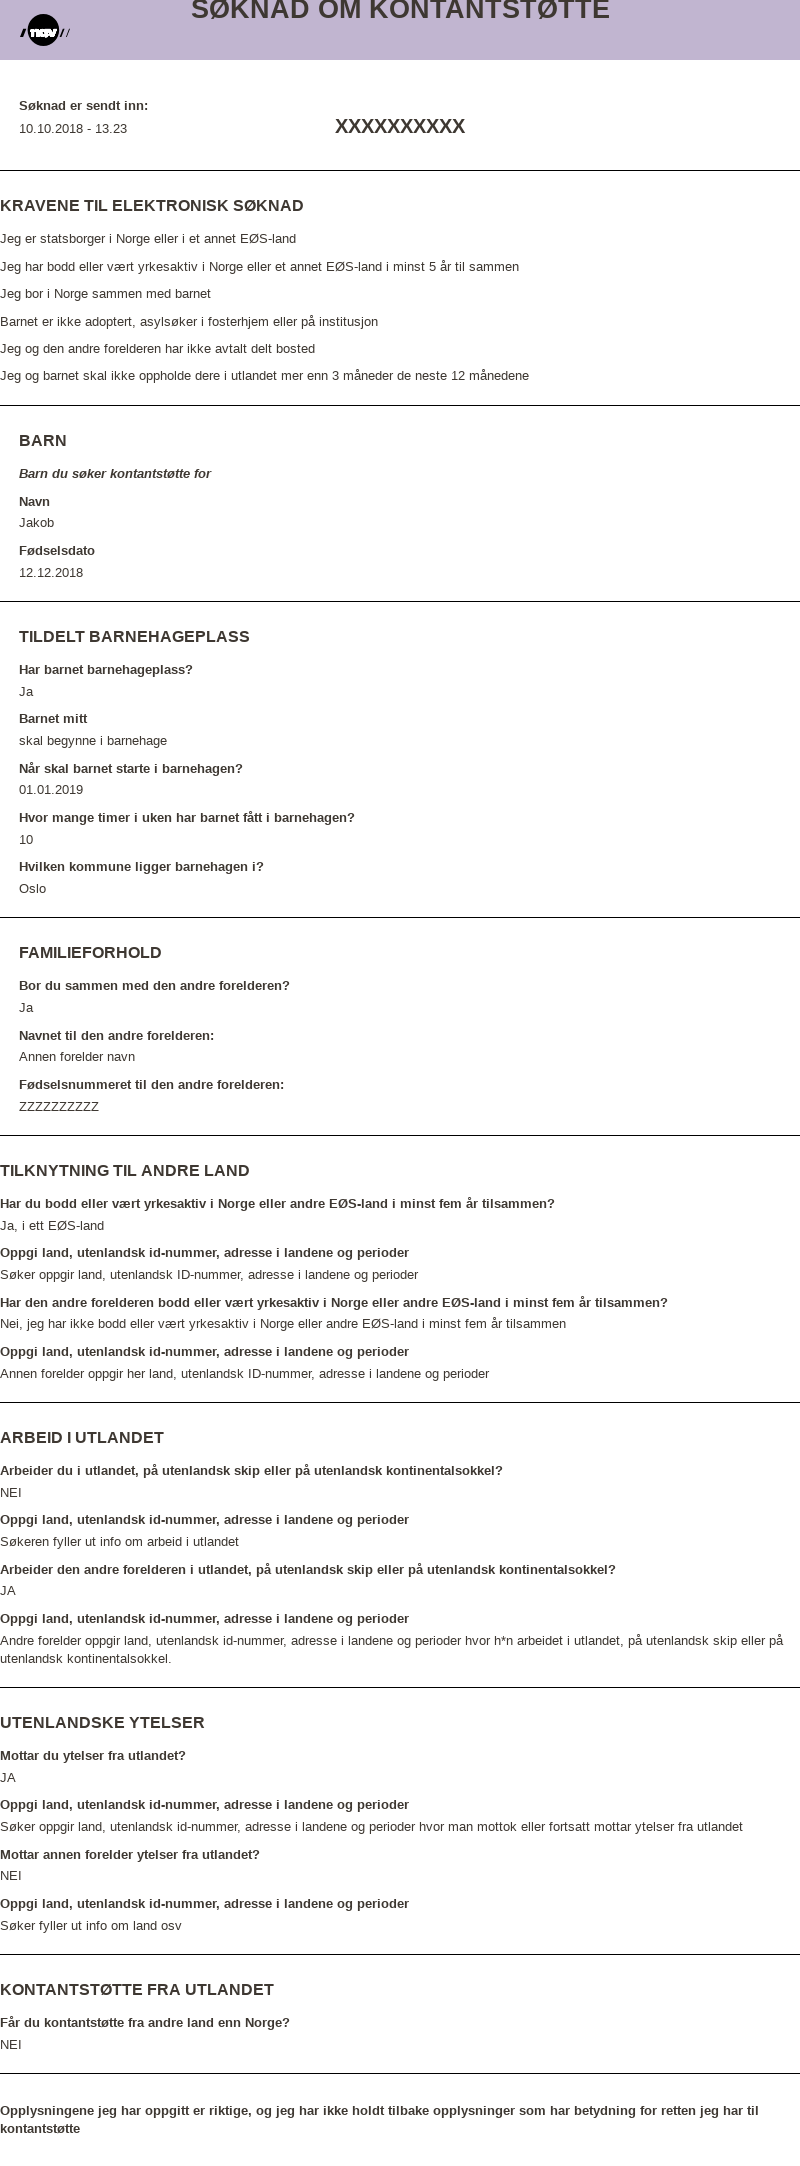 SØKNAD OM KONTANTSTØTTE
nav
Søknad er sendt inn:
10.10.2018 - 13.23
XXXXXXXXXX
KRAVENE TIL ELEKTRONISK SØKNAD
Jeg er statsborger i Norge eller i et annet EØS-land
Jeg har bodd eller vært yrkesaktiv i Norge eller et annet EØS-land i minst 5 år til sammen
Jeg bor i Norge sammen med barnet
Barnet er ikke adoptert, asylsøker i fosterhjem eller på institusjon
Jeg og den andre forelderen har ikke avtalt delt bosted
Jeg og barnet skal ikke oppholde dere i utlandet mer enn 3 måneder de neste 12 månedene
BARN
Barn du søker kontantstøtte for
Navn
Jakob
Fødselsdato
12.12.2018
TILDELT BARNEHAGEPLASS
Har barnet barnehageplass?
Ja
Barnet mitt
skal begynne i barnehage
Når skal barnet starte i barnehagen?
01.01.2019
Hvor mange timer i uken har barnet fått i barnehagen?
10
Hvilken kommune ligger barnehagen i?
Oslo
FAMILIEFORHOLD
Bor du sammen med den andre forelderen?
Ja
Navnet til den andre forelderen:
Annen forelder navn
Fødselsnummeret til den andre forelderen:
ZZZZZZZZZZ
TILKNYTNING TIL ANDRE LAND
Har du bodd eller vært yrkesaktiv i Norge eller andre EØS-land i minst fem år tilsammen?
Ja, i ett EØS-land
Oppgi land, utenlandsk id-nummer, adresse i landene og perioder
Søker oppgir land, utenlandsk ID-nummer, adresse i landene og perioder
Har den andre forelderen bodd eller vært yrkesaktiv i Norge eller andre EØS-land i minst fem år tilsammen?
Nei, jeg har ikke bodd eller vært yrkesaktiv i Norge eller andre EØS-land i minst fem år tilsammen
Oppgi land, utenlandsk id-nummer, adresse i landene og perioder
Annen forelder oppgir her land, utenlandsk ID-nummer, adresse i landene og perioder
ARBEID I UTLANDET
Arbeider du i utlandet, på utenlandsk skip eller på utenlandsk kontinentalsokkel?
NEI
Oppgi land, utenlandsk id-nummer, adresse i landene og perioder
Søkeren fyller ut info om arbeid i utlandet
Arbeider den andre forelderen i utlandet, på utenlandsk skip eller på utenlandsk kontinentalsokkel?
JA
Oppgi land, utenlandsk id-nummer, adresse i landene og perioder
Andre forelder oppgir land, utenlandsk id-nummer, adresse i landene og perioder hvor h*n arbeidet i utlandet, på utenlandsk skip eller på
utenlandsk kontinentalsokkel.
UTENLANDSKE YTELSER
Mottar du ytelser fra utlandet?
JA
Oppgi land, utenlandsk id-nummer, adresse i landene og perioder
Søker oppgir land, utenlandsk id-nummer, adresse i landene og perioder hvor man mottok eller fortsatt mottar ytelser fra utlandet
Mottar annen forelder ytelser fra utlandet?
NEI
Oppgi land, utenlandsk id-nummer, adresse i landene og perioder
Søker fyller ut info om land osv
KONTANTSTØTTE FRA UTLANDET
Får du kontantstøtte fra andre land enn Norge?
NEI
Opplysningene jeg har oppgitt er riktige, og jeg har ikke holdt tilbake opplysninger som har betydning for retten jeg har til
kontantstøtte